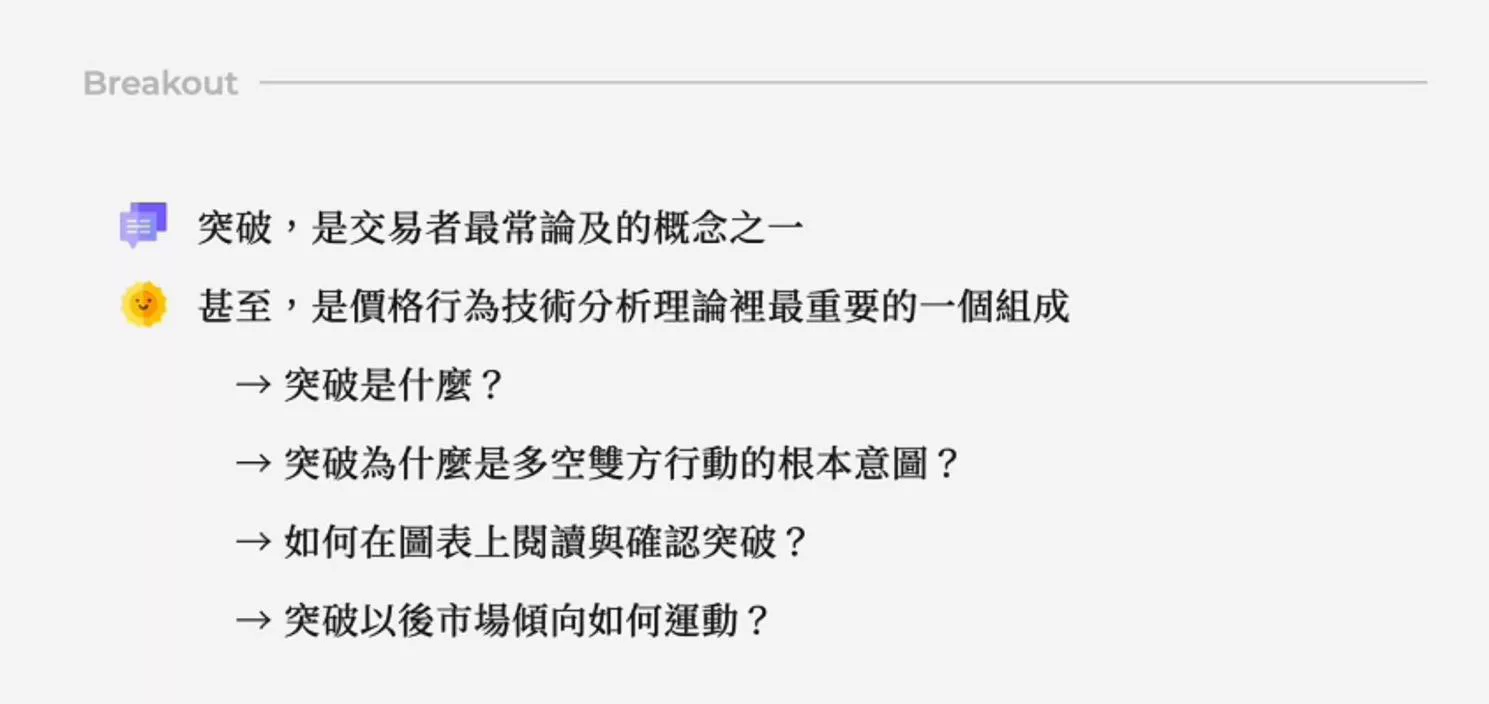 Breakout
突破，是交易者最常論及的概念之一
甚至，是價格行為技術分析理論裡最重要的一個組成
→ 突破是什麼？
→ 突破為什麼是多空雙方行動的根本意圖？
→ 如何在圖表上閱讀與確認突破？
→ 突破以後市場傾向如何運動？